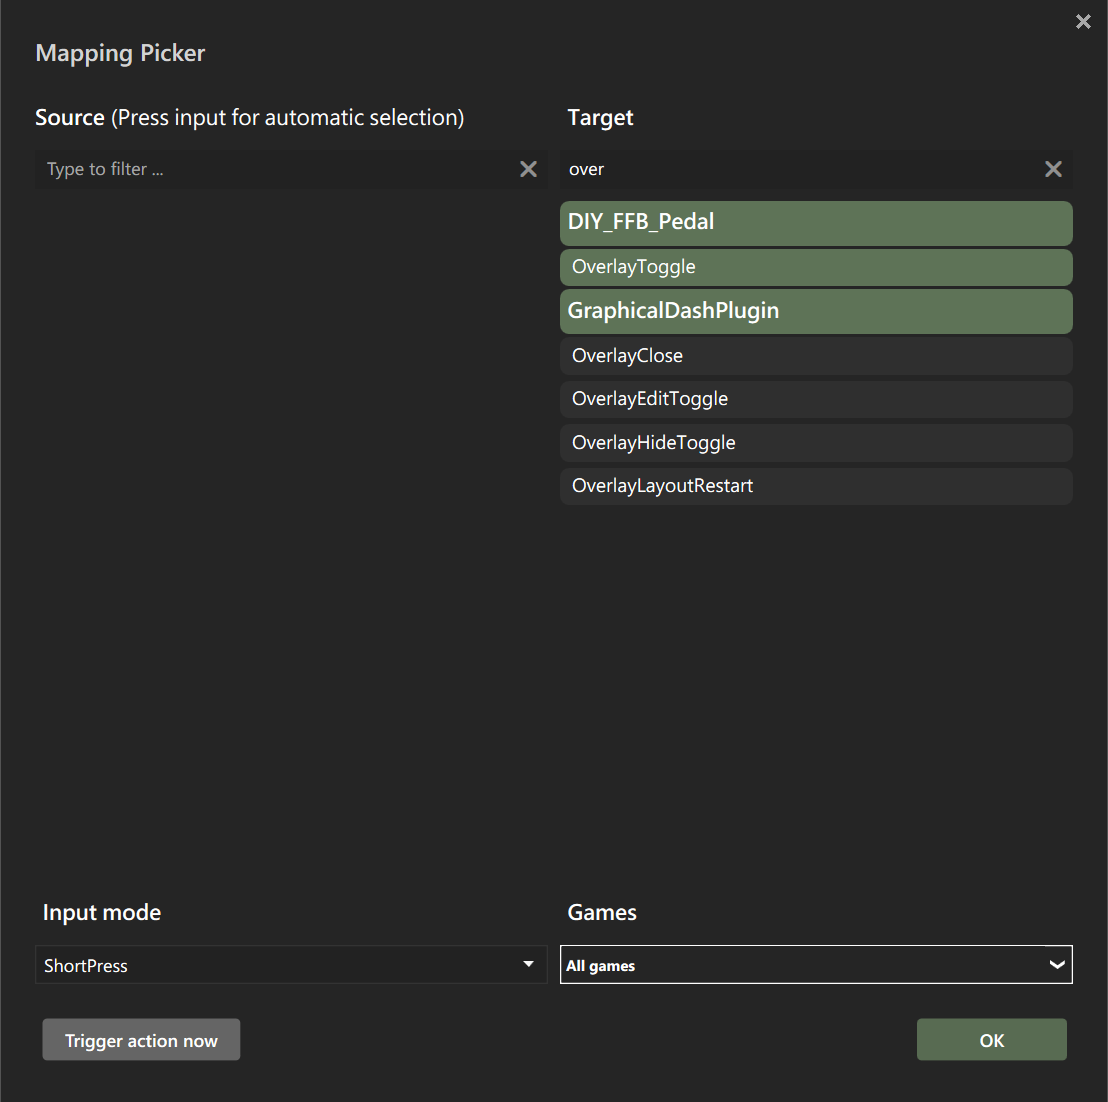 Mapping Picker
Source (Press input for automatic selection)
Target
Type to filter ...
over
DIY_FFB_Pedal
OverlayToggle
GraphicalDashPlugin
OverlayClose
OverlayEditToggle
OverlayHideToggle
OverlayLayoutRestart
Input mode
Games
ShortPress
All games
Trigger action now
OK